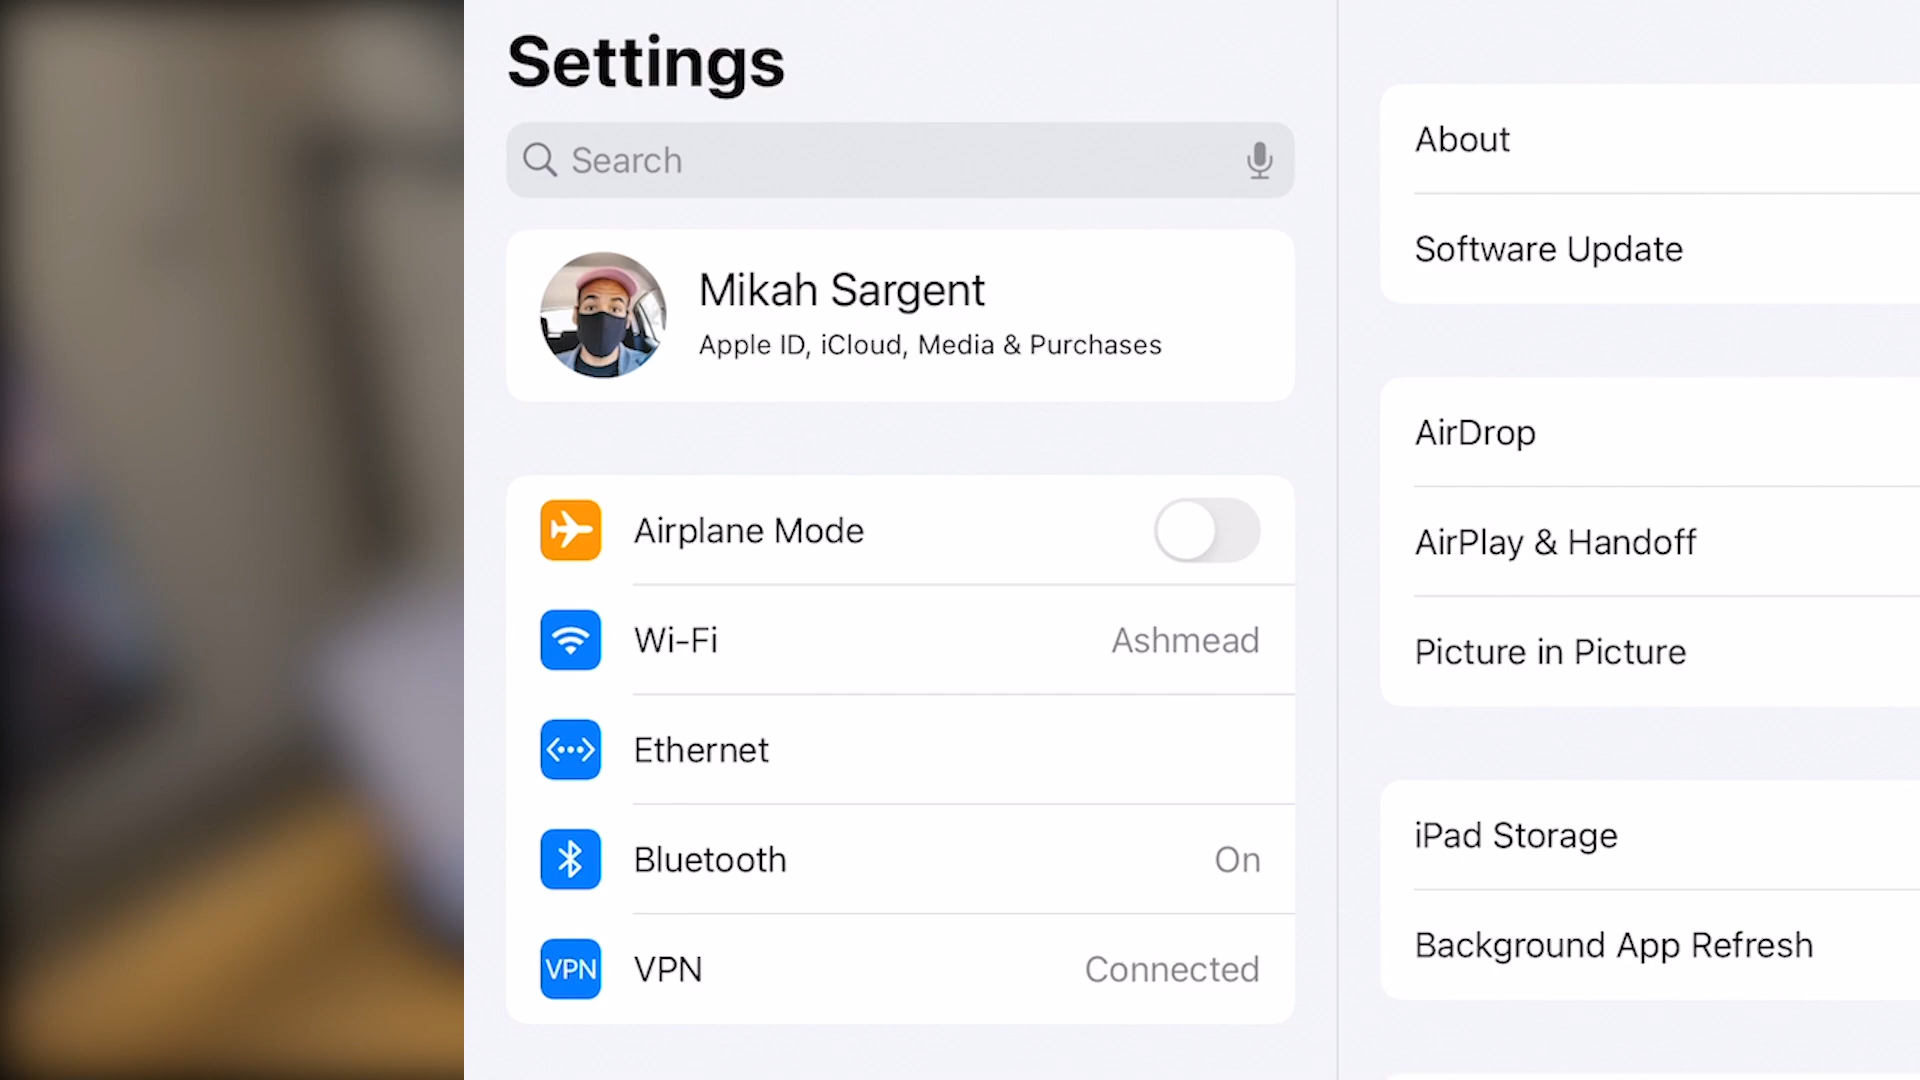 Settings
Search
Mikah Sargent
Apple ID, iCloud, Media & Purchases
Airplane Mode
Wi-Fi Ashmead
Ethernet
Bluetooth On
VPN VPN Connected
About
Software Update
AirDrop
AirPlay & Handoff
Picture in Picture
iPad Storage
Background App Refresh